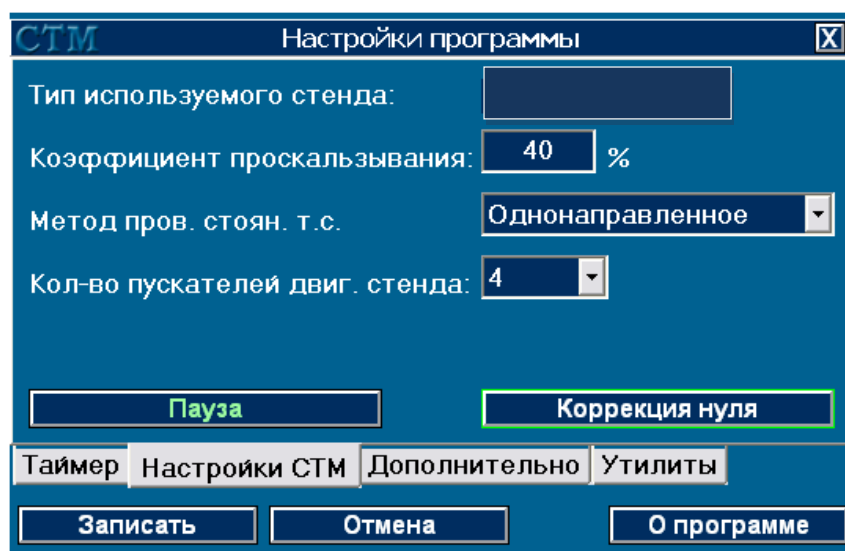 СТМ Настройки программы X
Тип используемого стенда:
Коэффициент проскальзывания: 40 %
Метод пров. стоян. т.с. Однонаправленное
Кол-во пускателей двиг. стенда: 4
Пауза Коррекция нуля
Таймер Настройки СТМ Дополнительно Утилиты
Записать Отмена О программе